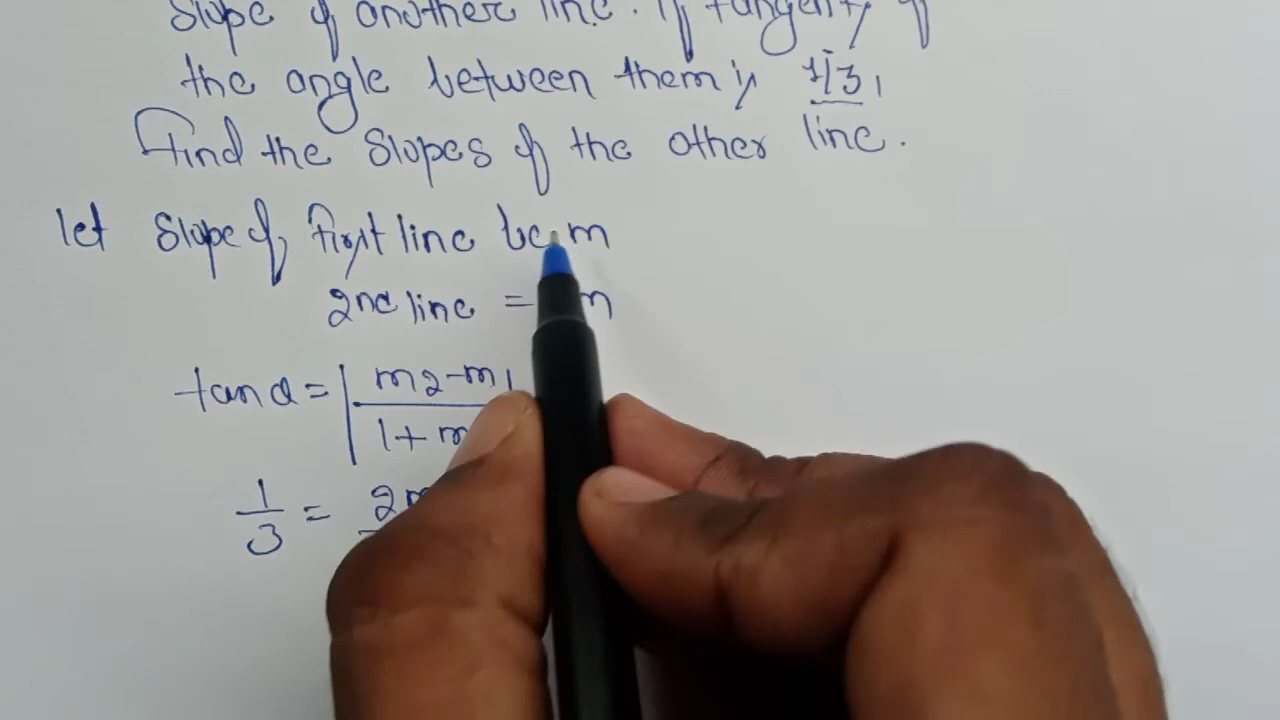 Slope of another line. If tangent of
the angle between them is 1/3,
Find the Slopes of the other line.
let Slope of first line be m
2nd line = m
tan θ = | m2-m1
1+ m
1/3 = 2m